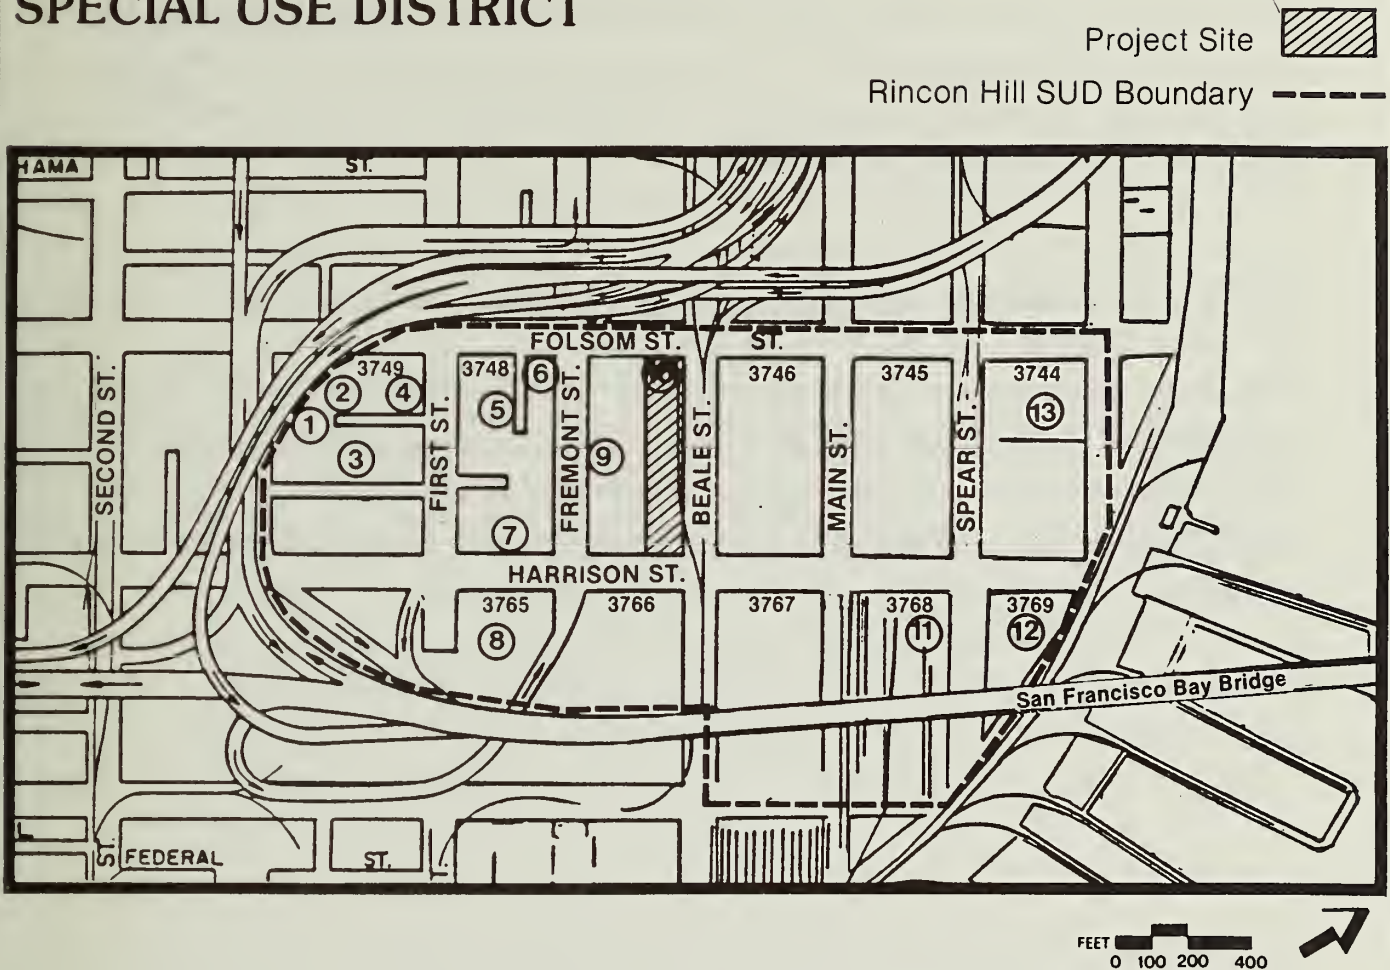 SPECIAL USE DISTRICT
Project Site
Rincon Hill SUD Boundary
HAMA ST.
FOLSOM ST. ST.
3749 3748 3746 3745 3744
2 4 6
1 5 13
3 9
7
SECOND ST.
FIRST ST.
FREMONT ST.
BEALE ST.
MAIN ST.
SPEAR ST.
HARRISON ST.
3765 3766 3767 3768 3769
8 11 12
San Francisco Bay Bridge
ST. FEDERAL ST. T.
FEET
0 100 200 400